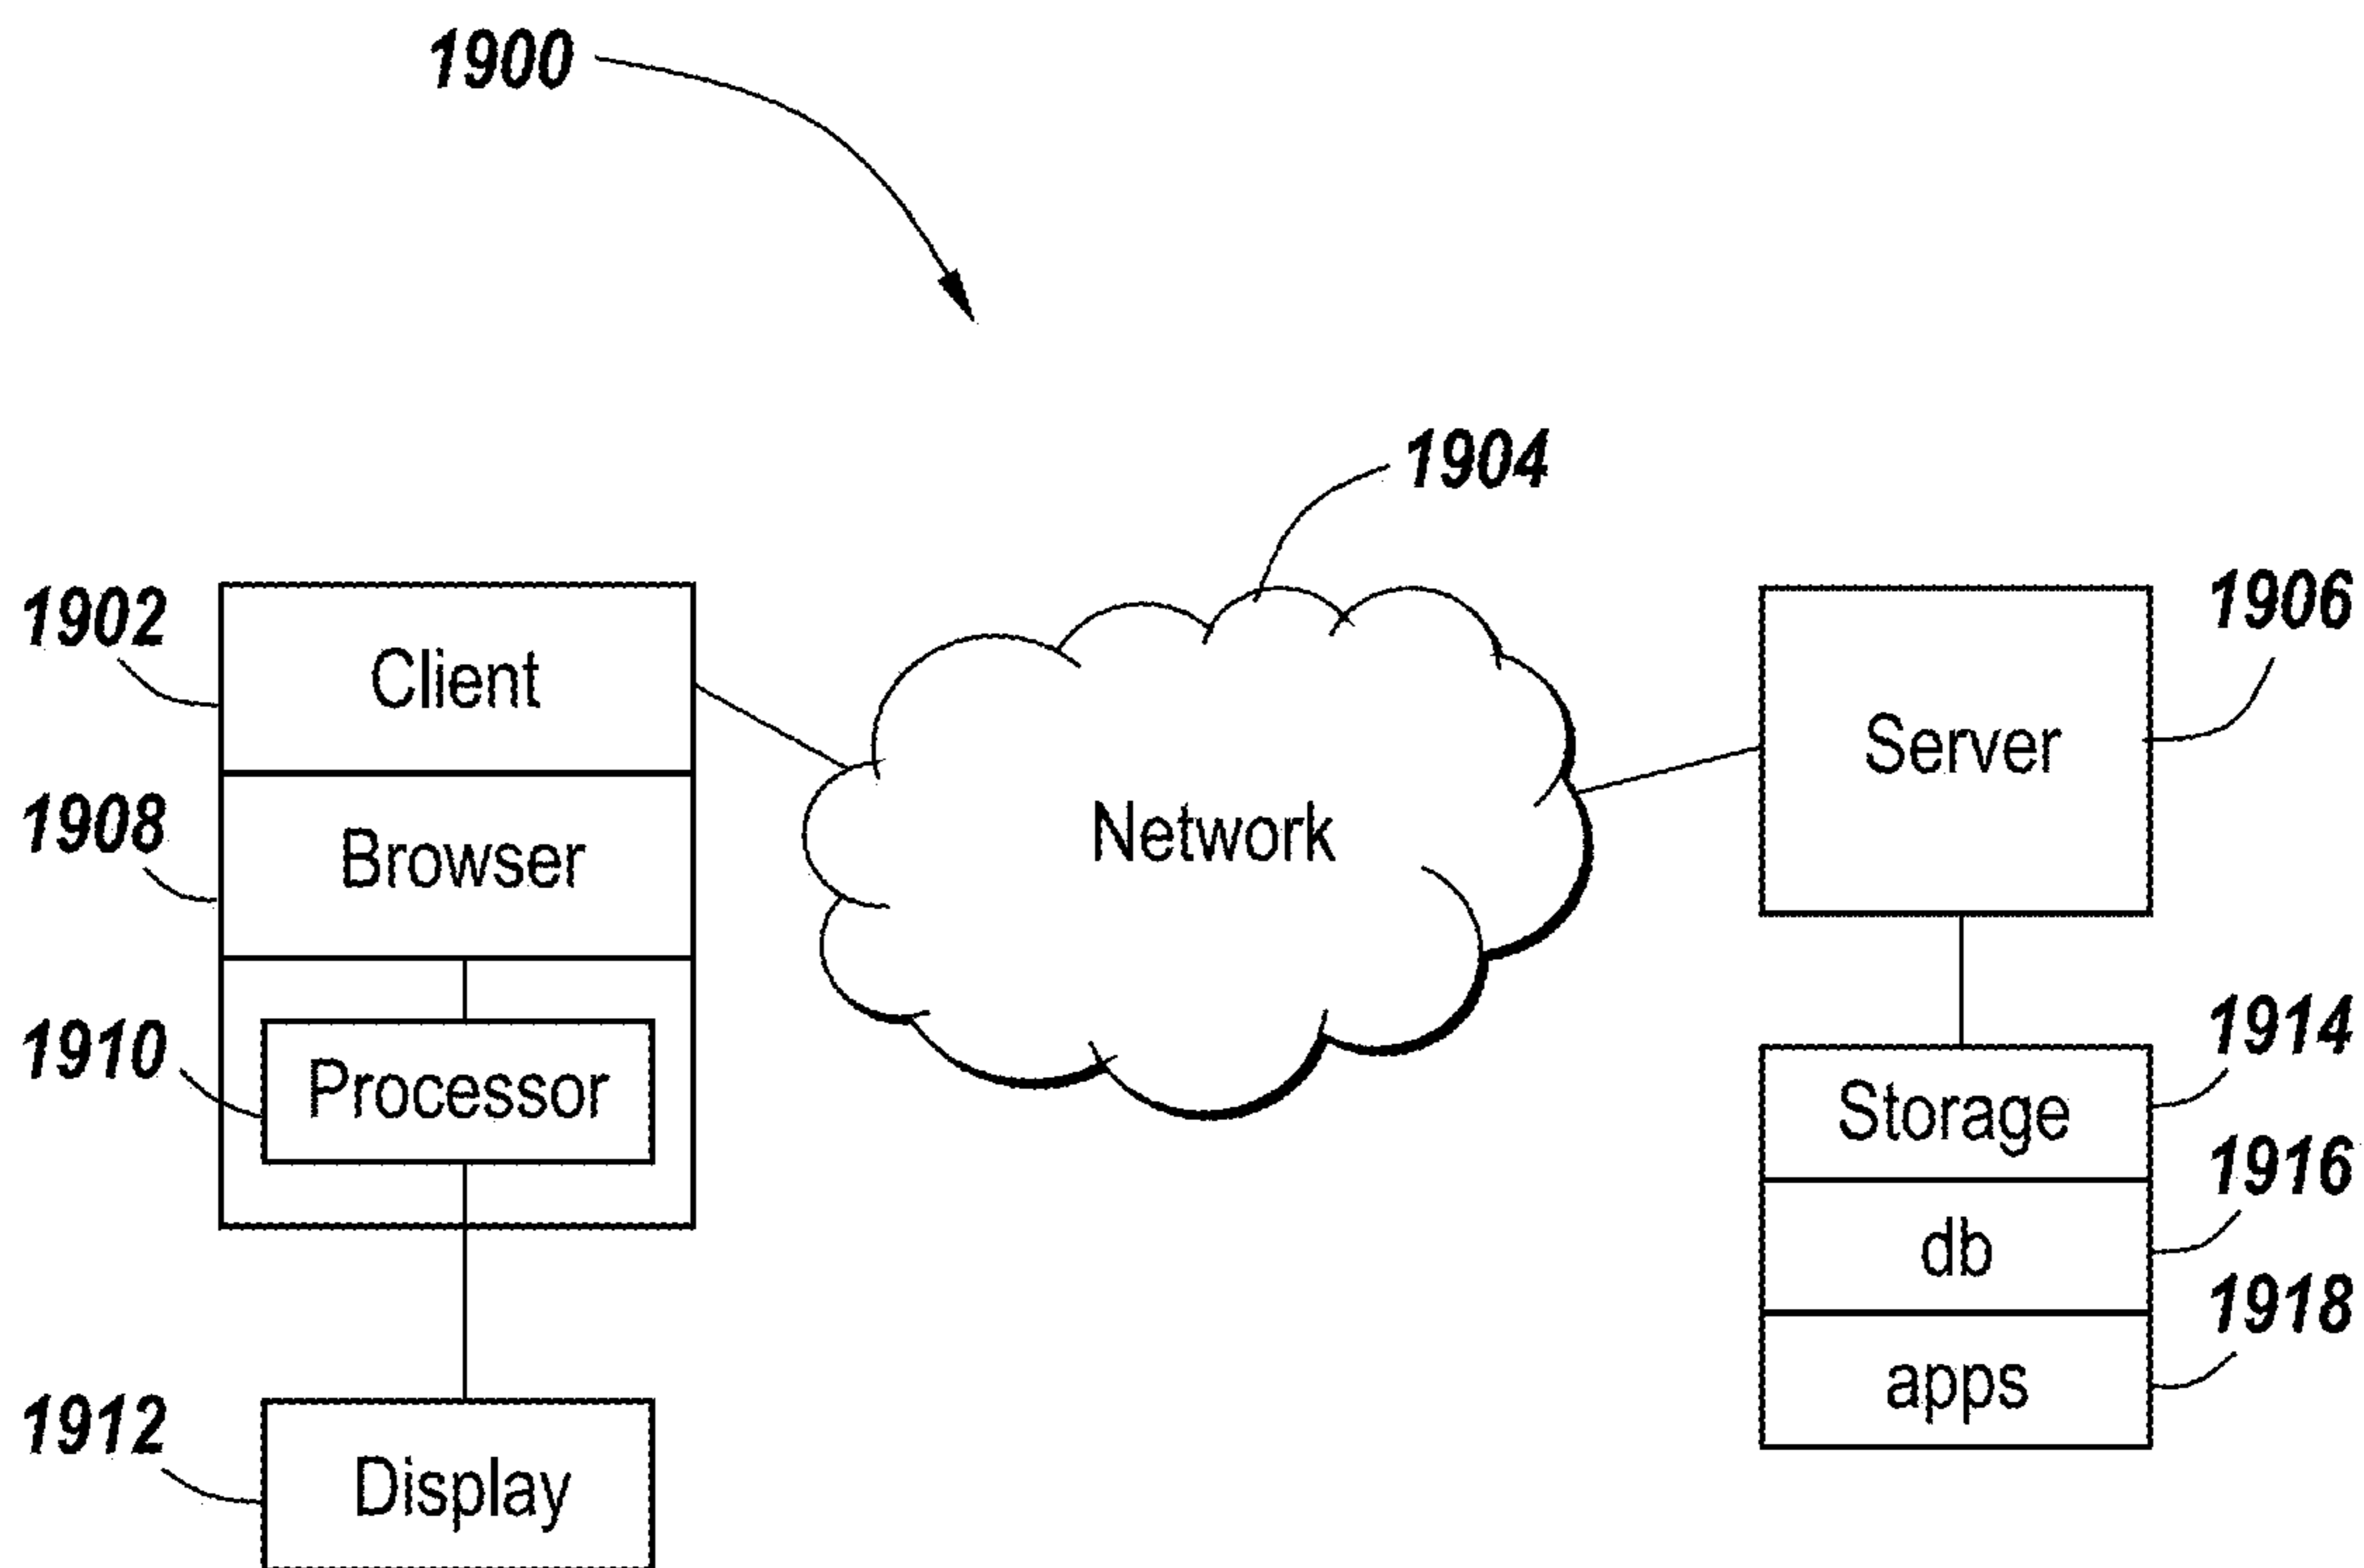 1900
1904
1902
Client
1906
Server
1908
Browser
Network
1910
Processor
1914
Storage
1916
db
1918
apps
1912
Display